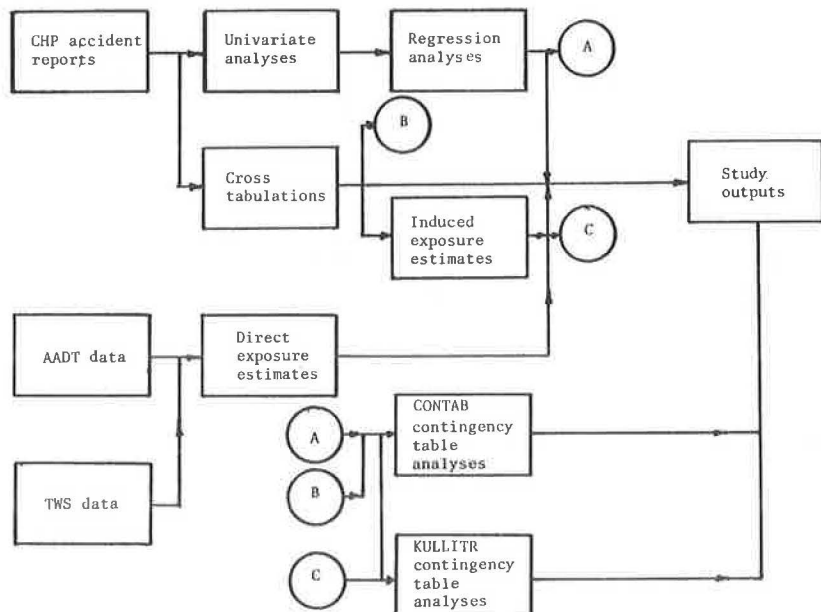 CHP accident
reports
Univariate
analyses
Regression
analyses
A
B
Cross
tabulations
Study
outputs
Induced
exposure
estimates
C
AADT data
Direct
exposure
estimates
TWS data
A
B
C
CONTAB
contingency
table
analyses
KULLITR
contingency
table
analyses